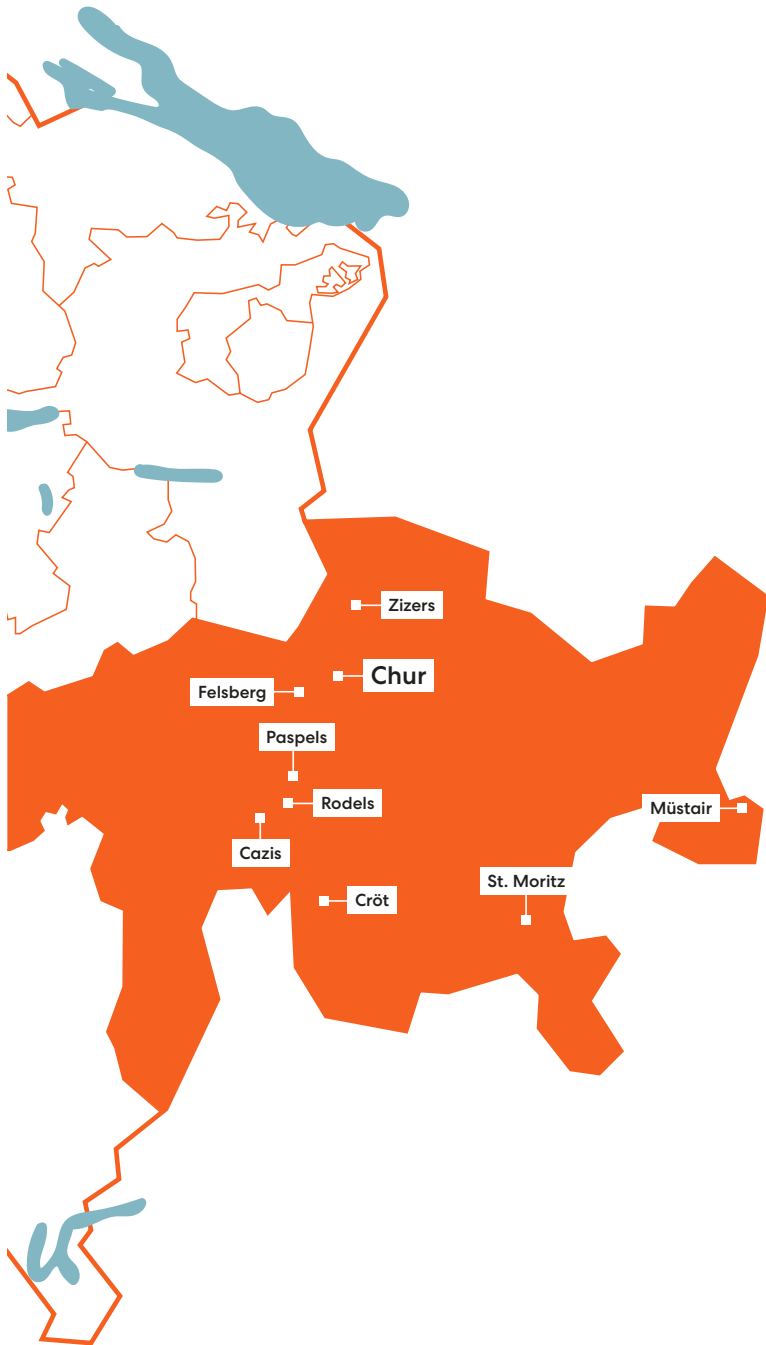 Zizers
Chur
Felsberg
Paspels
Rodels
Müstair
Cazis
St. Moritz
Cröt